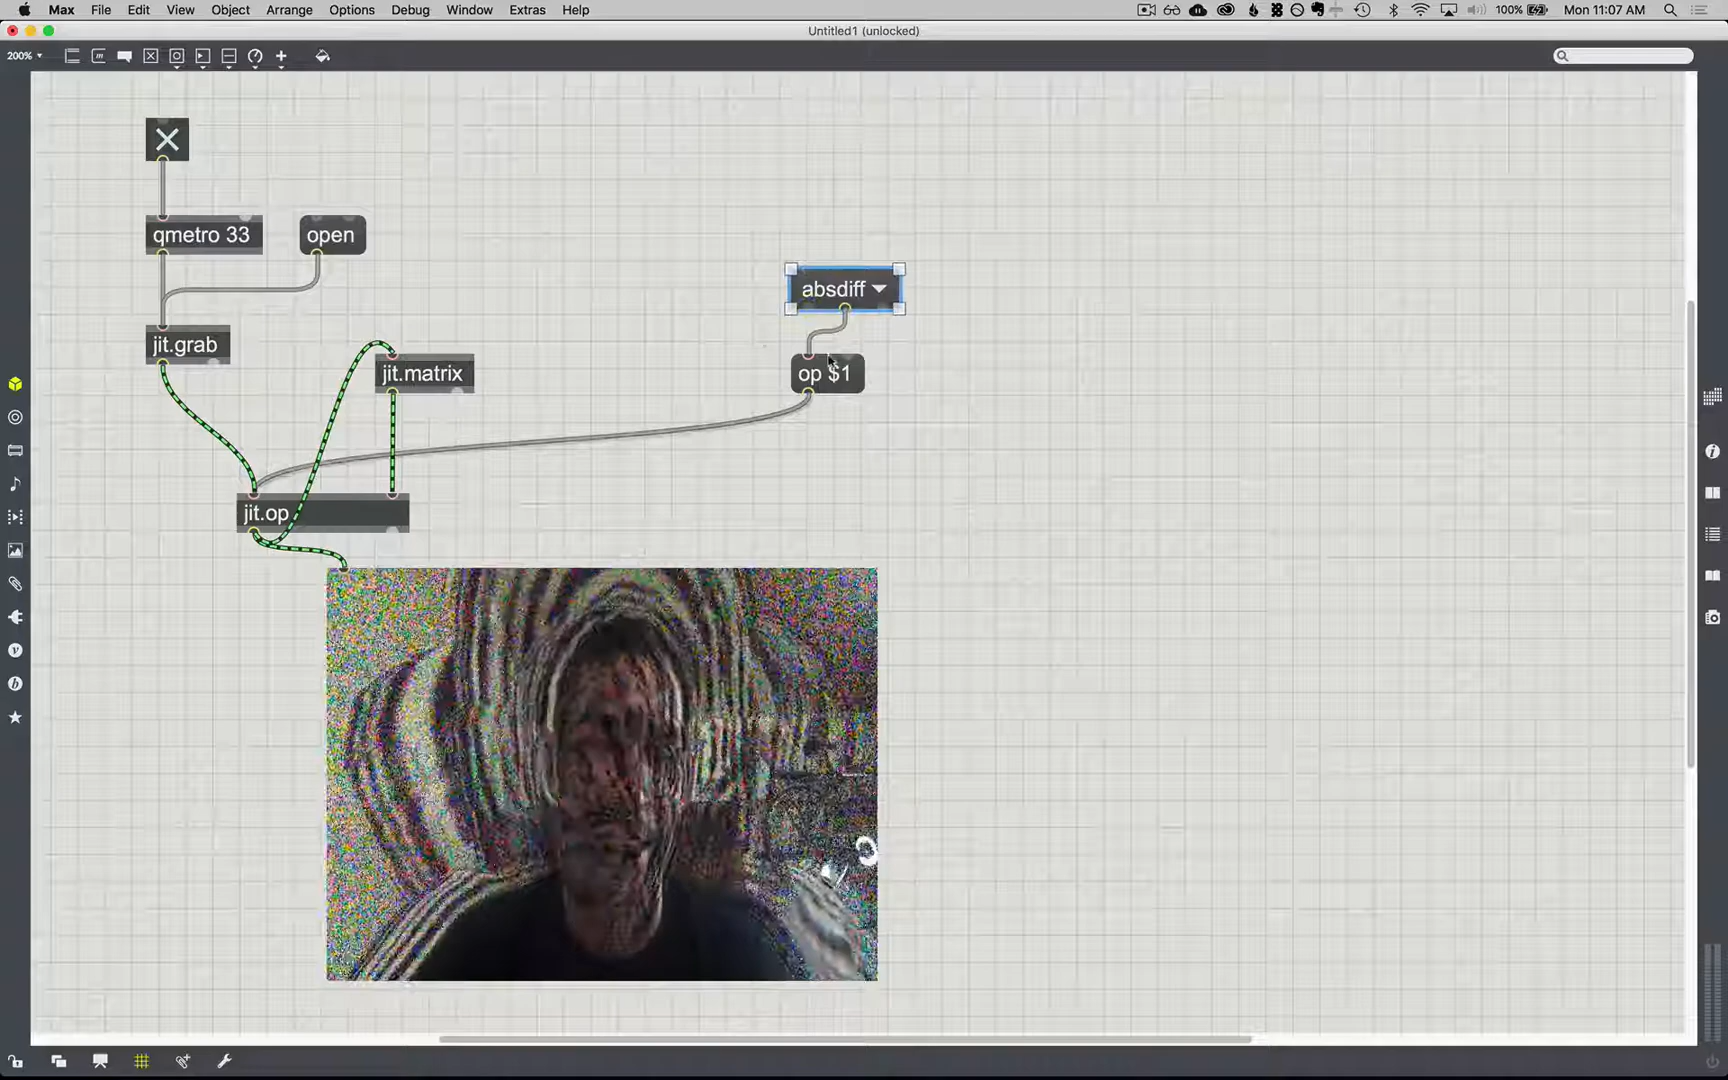 Max File Edit View Object Arrange Options Debug Window Extras Help 100% Mon 11:07 AM
Untitled1 (unlocked)
200%
qmetro 33 open
absdiff
jit.grab
jit.matrix op $1
jit.op